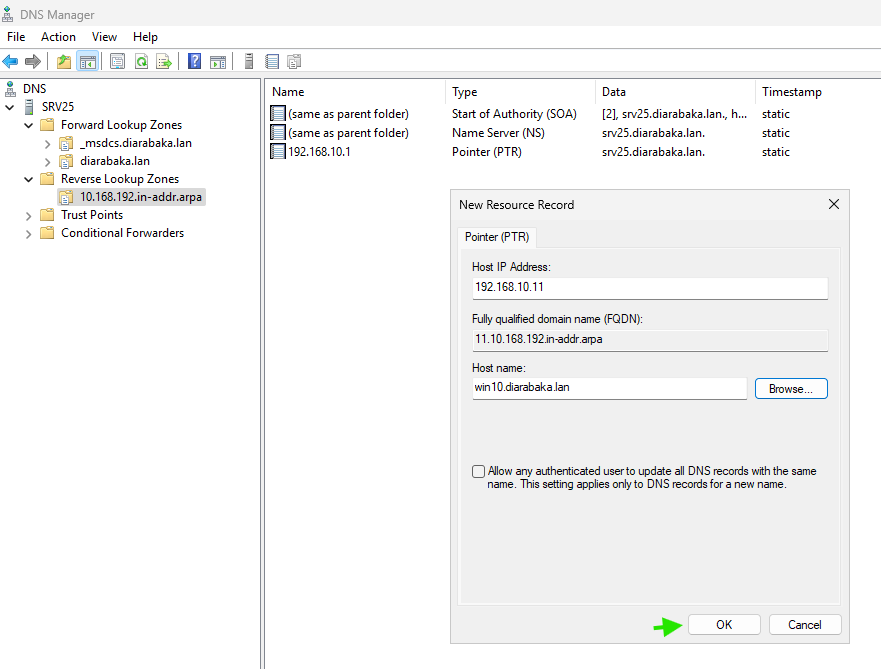 DNS Manager
File Action View Help
DNS
SRV25
Forward Lookup Zones
_msdcs.diarabaka.lan
diarabaka.lan
Reverse Lookup Zones
10.168.192.in-addr.arpa
Trust Points
Conditional Forwarders
Name Type Data Timestamp
(same as parent folder) Start of Authority (SOA) [2], srv25.diarabaka.lan., h... static
(same as parent folder) Name Server (NS) srv25.diarabaka.lan. static
192.168.10.1 Pointer (PTR) srv25.diarabaka.lan. static
New Resource Record
Pointer (PTR)
Host IP Address:
192.168.10.11
Fully qualified domain name (FQDN):
11.10.168.192.in-addr.arpa
Host name:
win10.diarabaka.lan
Browse...
Allow any authenticated user to update all DNS records with the same
name. This setting applies only to DNS records for a new name.
OK Cancel